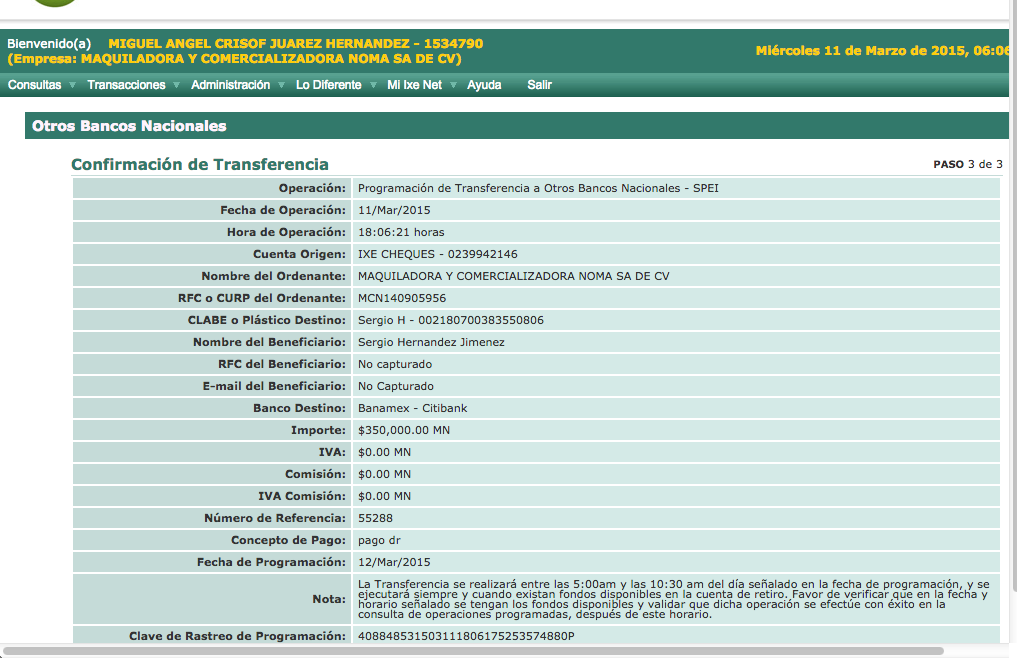 Bienvenido(a) MIGUEL ANGEL CRISOF JUAREZ HERNANDEZ - 1534790
(Empresa: MAQUILADORA Y COMERCIALIZADORA NOMA SA DE CV)
Miércoles 11 de Marzo de 2015, 06:06
Consultas Transacciones Administración Lo Diferente Mi Ixe Net Ayuda Salir
Otros Bancos Nacionales
Confirmación de Transferencia PASO 3 de 3
Operación: Programación de Transferencia a Otros Bancos Nacionales - SPEI
Fecha de Operación: 11/Mar/2015
Hora de Operación: 18:06:21 horas
Cuenta Origen: IXE CHEQUES - 0239942146
Nombre del Ordenante: MAQUILADORA Y COMERCIALIZADORA NOMA SA DE CV
RFC o CURP del Ordenante: MCN140905956
CLABE o Plástico Destino: Sergio H - 002180700383550806
Nombre del Beneficiario: Sergio Hernandez Jimenez
RFC del Beneficiario: No capturado
E-mail del Beneficiario: No Capturado
Banco Destino: Banamex - Citibank
Importe: $350,000.00 MN
IVA: $0.00 MN
Comisión: $0.00 MN
IVA Comisión: $0.00 MN
Número de Referencia: 55288
Concepto de Pago: pago dr
Fecha de Programación: 12/Mar/2015
Nota: La Transferencia se realizará entre las 5:00am y las 10:30 am del día señalado en la fecha de programación, y se
ejecutará siempre y cuando existan fondos disponibles en la cuenta de retiro. Favor de verificar que en la fecha y
horario señalado se tengan los fondos disponibles y validar que dicha operación se efectúe con éxito en la
consulta de operaciones programadas, después de este horario.
Clave de Rastreo de Programación: 408848531503111806175253574880P